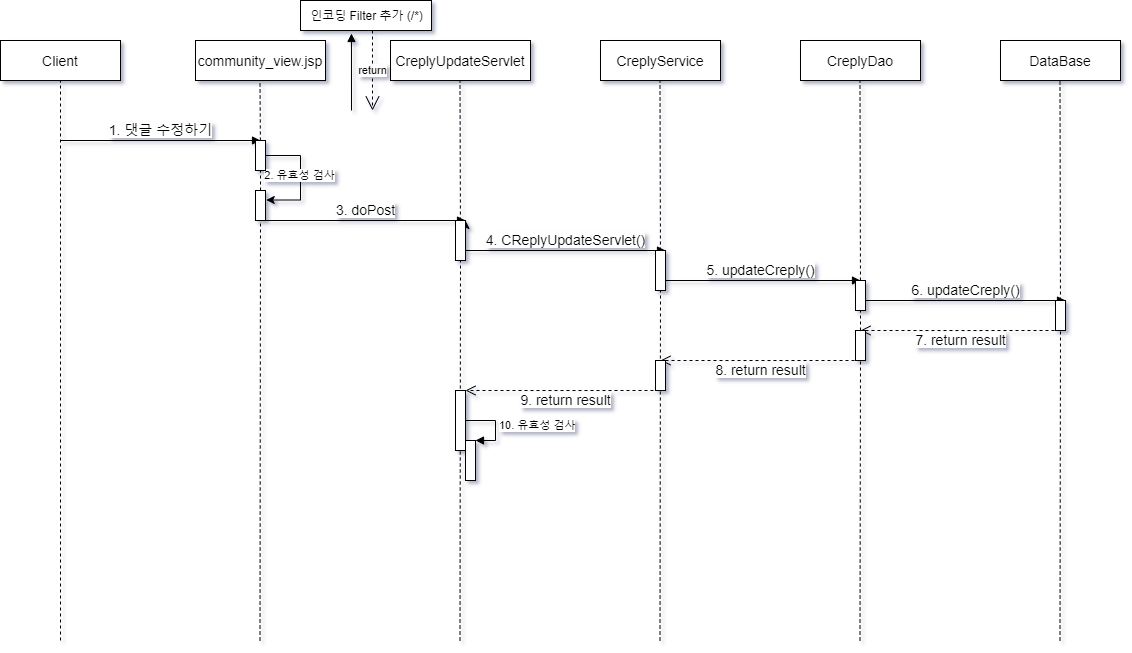 인코딩 Filter 추가 (/*)
Client
community_view.jsp
return
CreplyUpdateServlet
CreplyService
CreplyDao
DataBase
1. 댓글 수정하기
2. 유효성 검사
3. doPost
4. CReplyUpdateServlet()
5. updateCreply()
6. updateCreply()
7. return result
8. return result
9. return result
10. 유효성 검사